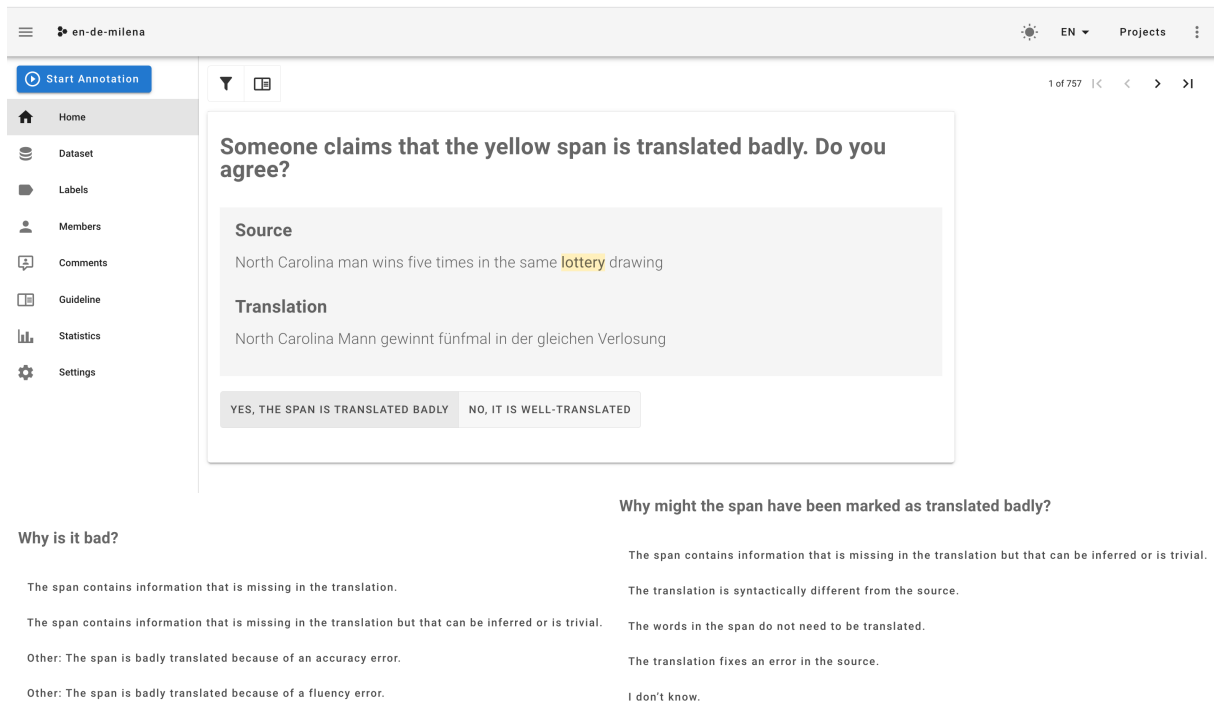 en-de-milena
EN
Projects
Start Annotation
1 of 757
Home
Dataset
Labels
Members
Comments
Guideline
Statistics
Settings
Someone claims that the yellow span is translated badly. Do you
agree?
Source
North Carolina man wins five times in the same lottery drawing
Translation
North Carolina Mann gewinnt fünfmal in der gleichen Verlosung
YES, THE SPAN IS TRANSLATED BADLY
NO, IT IS WELL-TRANSLATED
Why is it bad?
The span contains information that is missing in the translation.
The span contains information that is missing in the translation but that can be inferred or is trivial.
Other: The span is badly translated because of an accuracy error.
Other: The span is badly translated because of a fluency error.
Why might the span have been marked as translated badly?
The span contains information that is missing in the translation but that can be inferred or is trivial.
The translation is syntactically different from the source.
The words in the span do not need to be translated.
The translation fixes an error in the source.
I don't know.